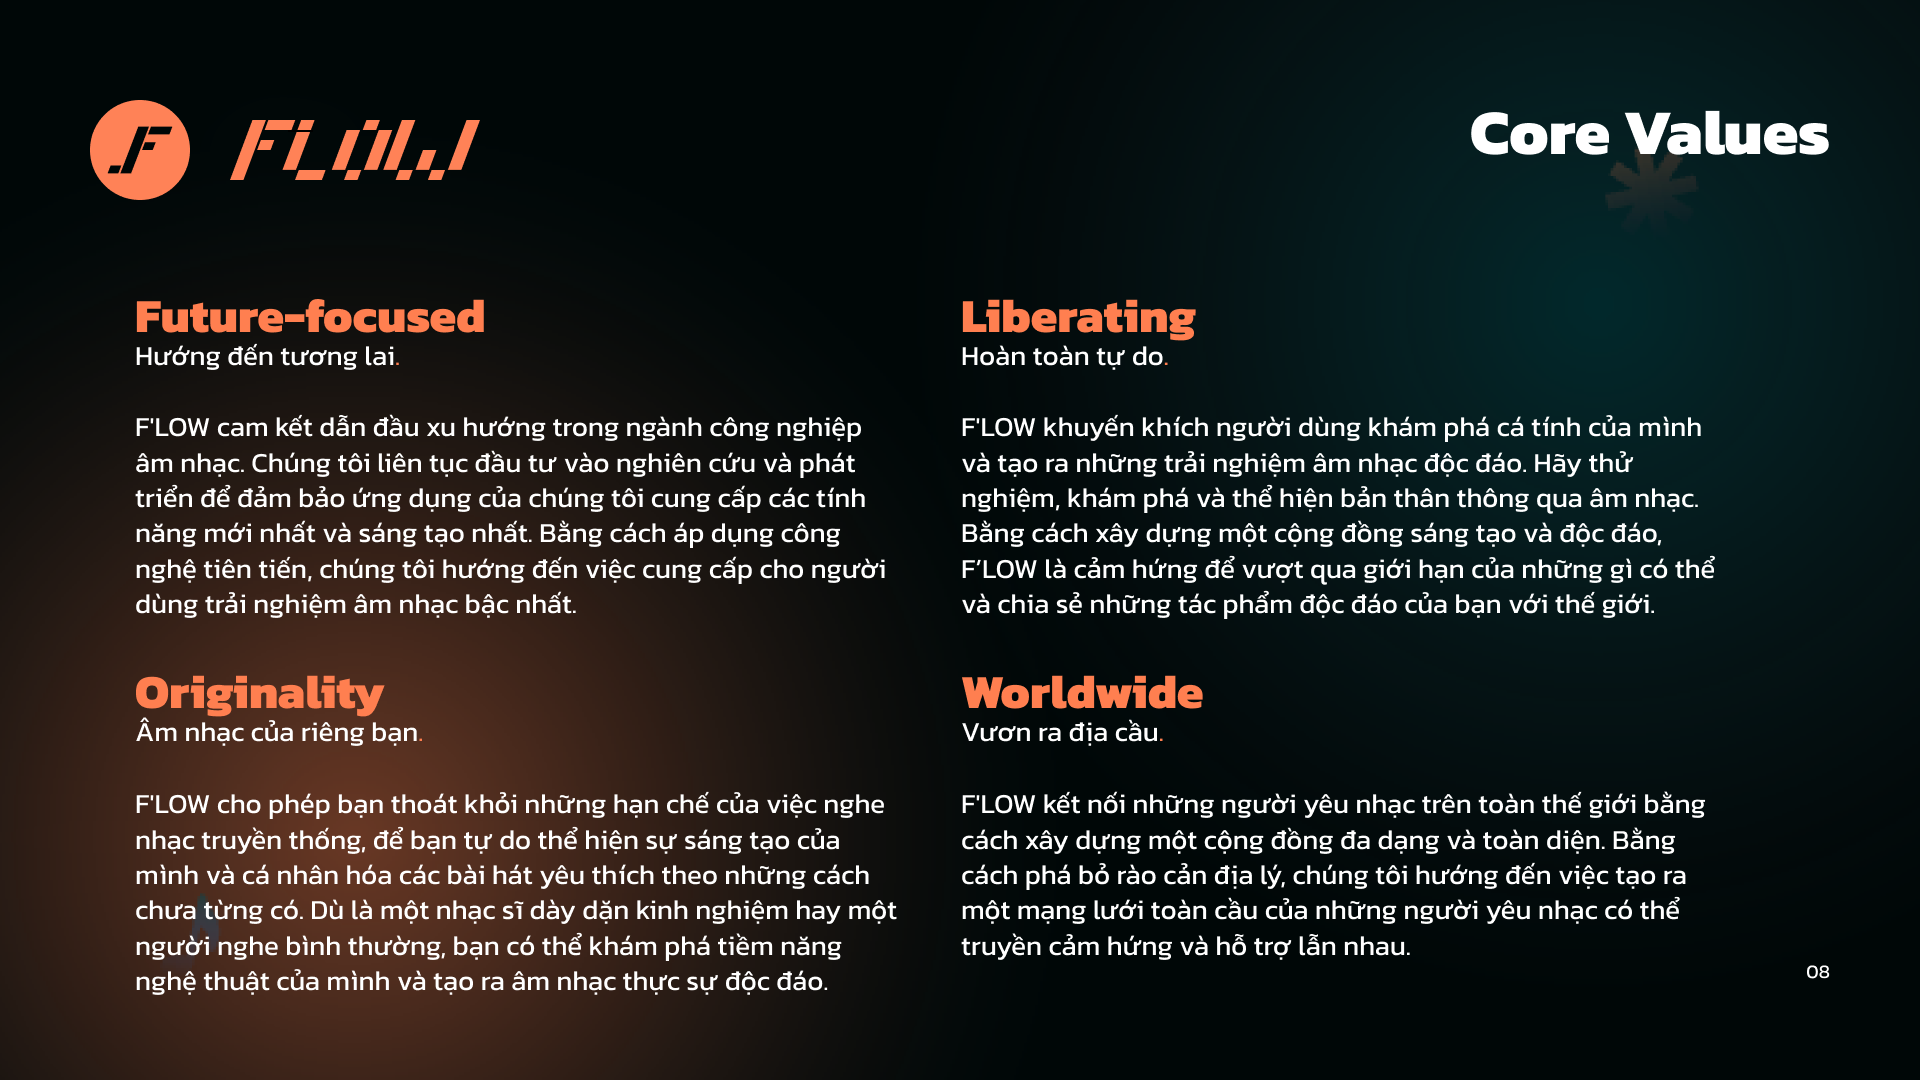 F FLOW
Core Values
Future-focused
Hướng đến tương lai.
F'LOW cam kết dẫn đầu xu hướng trong ngành công nghiệp
âm nhạc. Chúng tôi liên tục đầu tư vào nghiên cứu và phát
triển để đảm bảo ứng dụng của chúng tôi cung cấp các tính
năng mới nhất và sáng tạo nhất. Bằng cách áp dụng công
nghệ tiên tiến, chúng tôi hướng đến việc cung cấp cho người
dùng trải nghiệm âm nhạc bậc nhất.
Liberating
Hoàn toàn tự do.
F'LOW khuyến khích người dùng khám phá cá tính của mình
và tạo ra những trải nghiệm âm nhạc độc đáo. Hãy thử
nghiệm, khám phá và thể hiện bản thân thông qua âm nhạc.
Bằng cách xây dựng một cộng đồng sáng tạo và độc đáo,
F’LOW là cảm hứng để vượt qua giới hạn của những gì có thể
và chia sẻ những tác phẩm độc đáo của bạn với thế giới.
Originality
Âm nhạc của riêng bạn.
F'LOW cho phép bạn thoát khỏi những hạn chế của việc nghe
nhạc truyền thống, để bạn tự do thể hiện sự sáng tạo của
mình và cá nhân hóa các bài hát yêu thích theo những cách
chưa từng có. Dù là một nhạc sĩ dày dặn kinh nghiệm hay một
người nghe bình thường, bạn có thể khám phá tiềm năng
nghệ thuật của mình và tạo ra âm nhạc thực sự độc đáo.
Worldwide
Vươn ra địa cầu.
F'LOW kết nối những người yêu nhạc trên toàn thế giới bằng
cách xây dựng một cộng đồng đa dạng và toàn diện. Bằng
cách phá bỏ rào cản địa lý, chúng tôi hướng đến việc tạo ra
một mạng lưới toàn cầu của những người yêu nhạc có thể
truyền cảm hứng và hỗ trợ lẫn nhau.
08